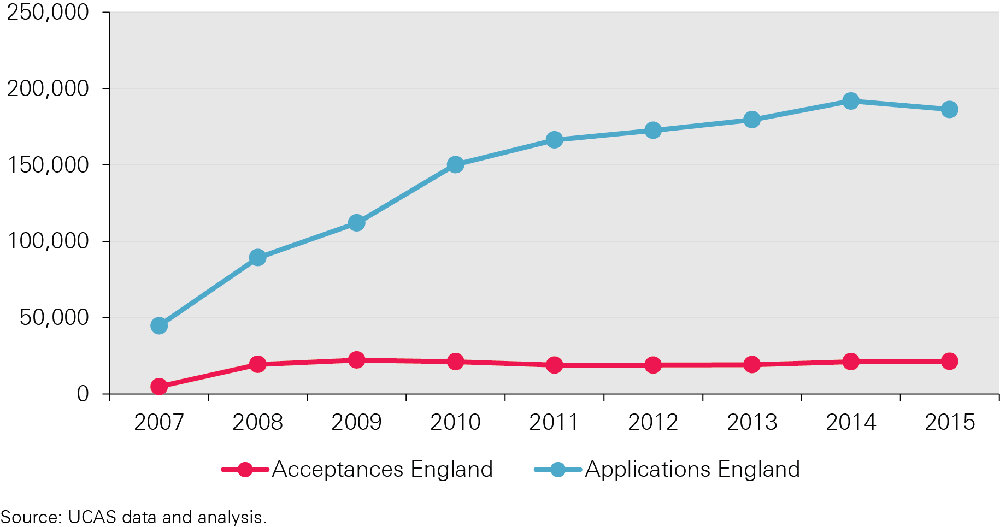 250,000
200,000
150,000
100,000
50,000
0
2007 2008 2009 2010 2011 2012 2013 2014 2015
Acceptances England Applications England
Source: UCAS data and analysis.